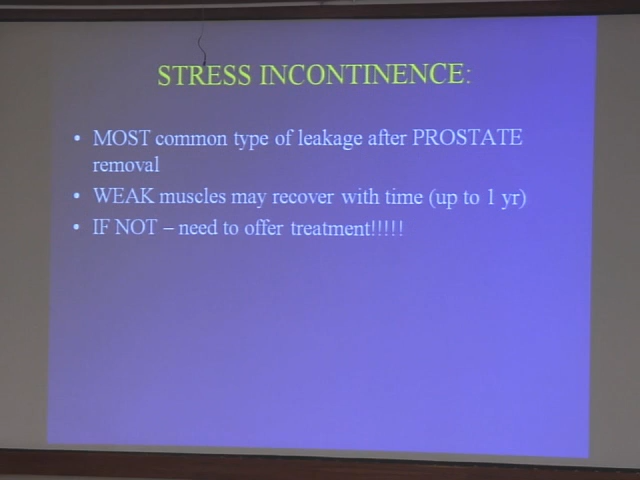 STRESS INCONTINENCE:
• MOST common type of leakage after PROSTATE
removal
• WEAK muscles may recover with time (up to 1 yr)
• IF NOT – need to offer treatment!!!!!